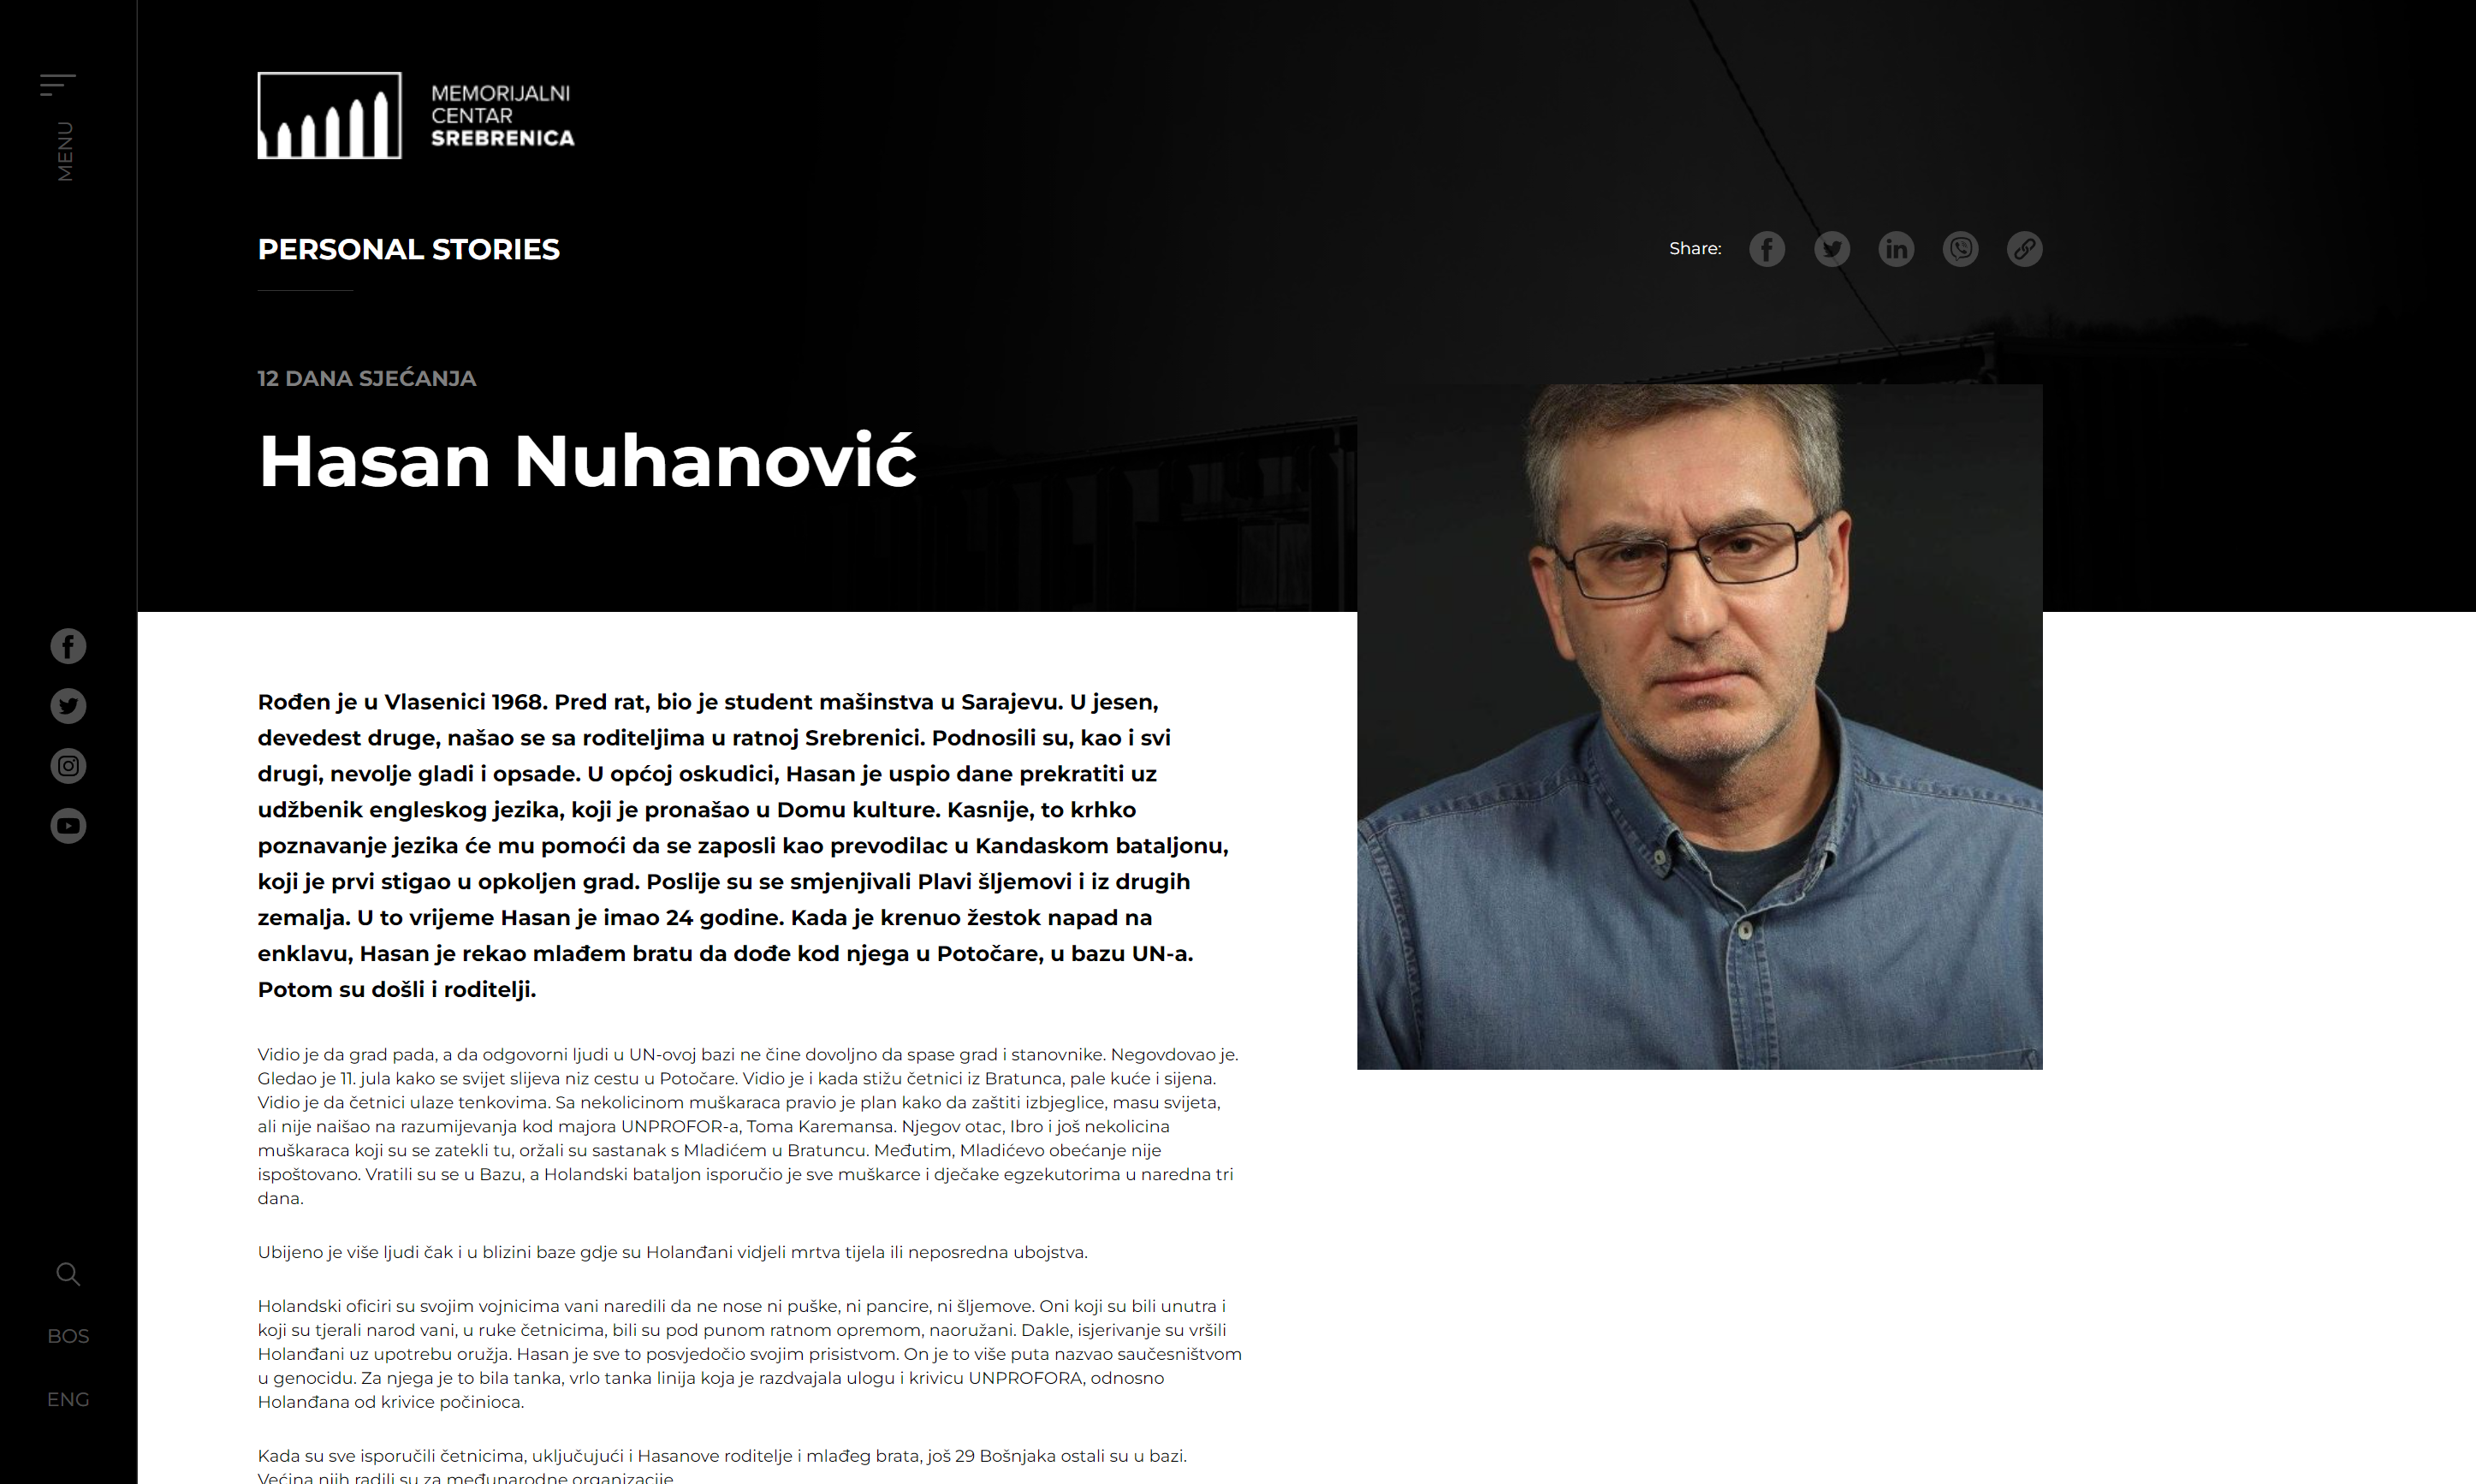 MENU
MEMORIJALNI
CENTAR
SREBRENICA
PERSONAL STORIES
Share:
12 DANA SJEĆANJA
Hasan Nuhanović
Rođen je u Vlasenici 1968. Pred rat, bio je student mašinstva u Sarajevu. U jesen,
devedest druge, našao se sa roditeljima u ratnoj Srebrenici. Podnosili su, kao i svi
drugi, nevolje gladi i opsade. U općoj oskudici, Hasan je uspio dane prekratiti uz
udžbenik engleskog jezika, koji je pronašao u Domu kulture. Kasnije, to krhko
poznavanje jezika će mu pomoći da se zaposli kao prevodilac u Kandaskom bataljonu,
koji je prvi stigao u opkoljen grad. Poslije su se smjenjivali Plavi šljemovi i iz drugih
zemalja. U to vrijeme Hasan je imao 24 godine. Kada je krenuo žestok napad na
enklavu, Hasan je rekao mlađem bratu da dođe kod njega u Potočare, u bazu UN-a.
Potom su došli i roditelji.
Vidio je da grad pada, a da odgovorni ljudi u UN-ovoj bazi ne čine dovoljno da spase grad i stanovnike. Negovdovao je.
Gledao je 11. jula kako se svijet slijeva niz cestu u Potočare. Vidio je i kada stižu četnici iz Bratunca, pale kuće i sijena.
Vidio je da četnici ulaze tenkovima. Sa nekolicinom muškaraca pravio je plan kako da zaštiti izbjeglice, masu svijeta,
ali nije naišao na razumijevanja kod majora UNPROFOR-a, Toma Karemansa. Njegov otac, Ibro i još nekolicina
muškaraca koji su se zatekli tu, oržali su sastanak s Mladićem u Bratuncu. Međutim, Mladićevo obećanje nije
ispoštovano. Vratili su se u Bazu, a Holandski bataljon isporučio je sve muškarce i dječake egzekutorima u naredna tri
dana.
Ubijeno je više ljudi čak i u blizini baze gdje su Holanđani vidjeli mrtva tijela ili neposredna ubojstva.
Holandski oficiri su svojim vojnicima vani naredili da ne nose ni puške, ni pancire, ni šljemove. Oni koji su bili unutra i
koji su tjerali narod vani, u ruke četnicima, bili su pod punom ratnom opremom, naoružani. Dakle, isjerivanje su vršili
Holanđani uz upotrebu oružja. Hasan je sve to posvjedočio svojim prisistvom. On je to više puta nazvao saučesništvom
u genocidu. Za njega je to bila tanka, vrlo tanka linija koja je razdvajala ulogu i krivicu UNPROFORA, odnosno
Holanđana od krivice počinioca.
Kada su sve isporučili četnicima, uključujući i Hasanove roditelje i mlađeg brata, još 29 Bošnjaka ostali su u bazi.
Većina njih radili su za međunarodne organizacije.
BOS
ENG